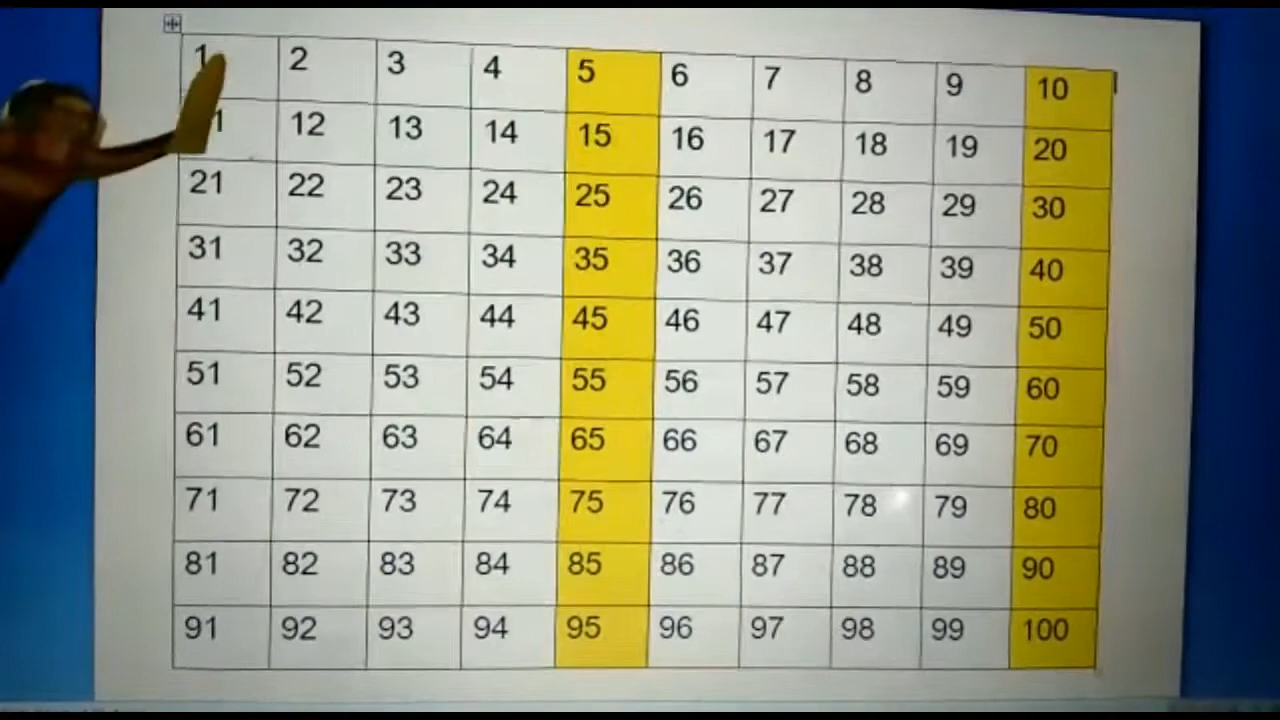 1 2 3 4 5 6 7 8 9 10
1 12 13 14 15 16 17 18 19 20
21 22 23 24 25 26 27 28 29 30
31 32 33 34 35 36 37 38 39 40
41 42 43 44 45 46 47 48 49 50
51 52 53 54 55 56 57 58 59 60
61 62 63 64 65 66 67 68 69 70
71 72 73 74 75 76 77 78 79 80
81 82 83 84 85 86 87 88 89 90
91 92 93 94 95 96 97 98 99 100